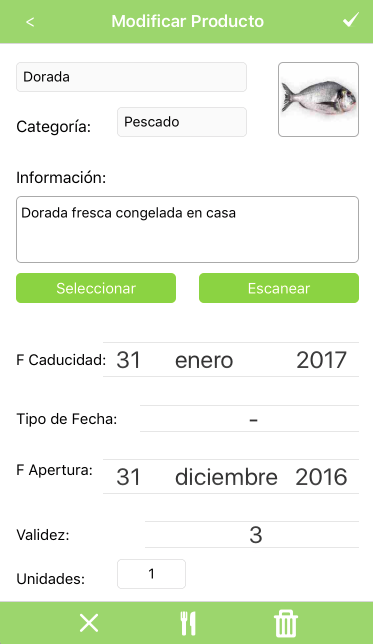 < Modificar Producto
Dorada
Categoría: Pescado
Información:
Dorada fresca congelada en casa
Seleccionar Escanear
F Caducidad: 31 enero 2017
Tipo de Fecha: -
F Apertura: 31 diciembre 2016
Validez: 3
Unidades: 1